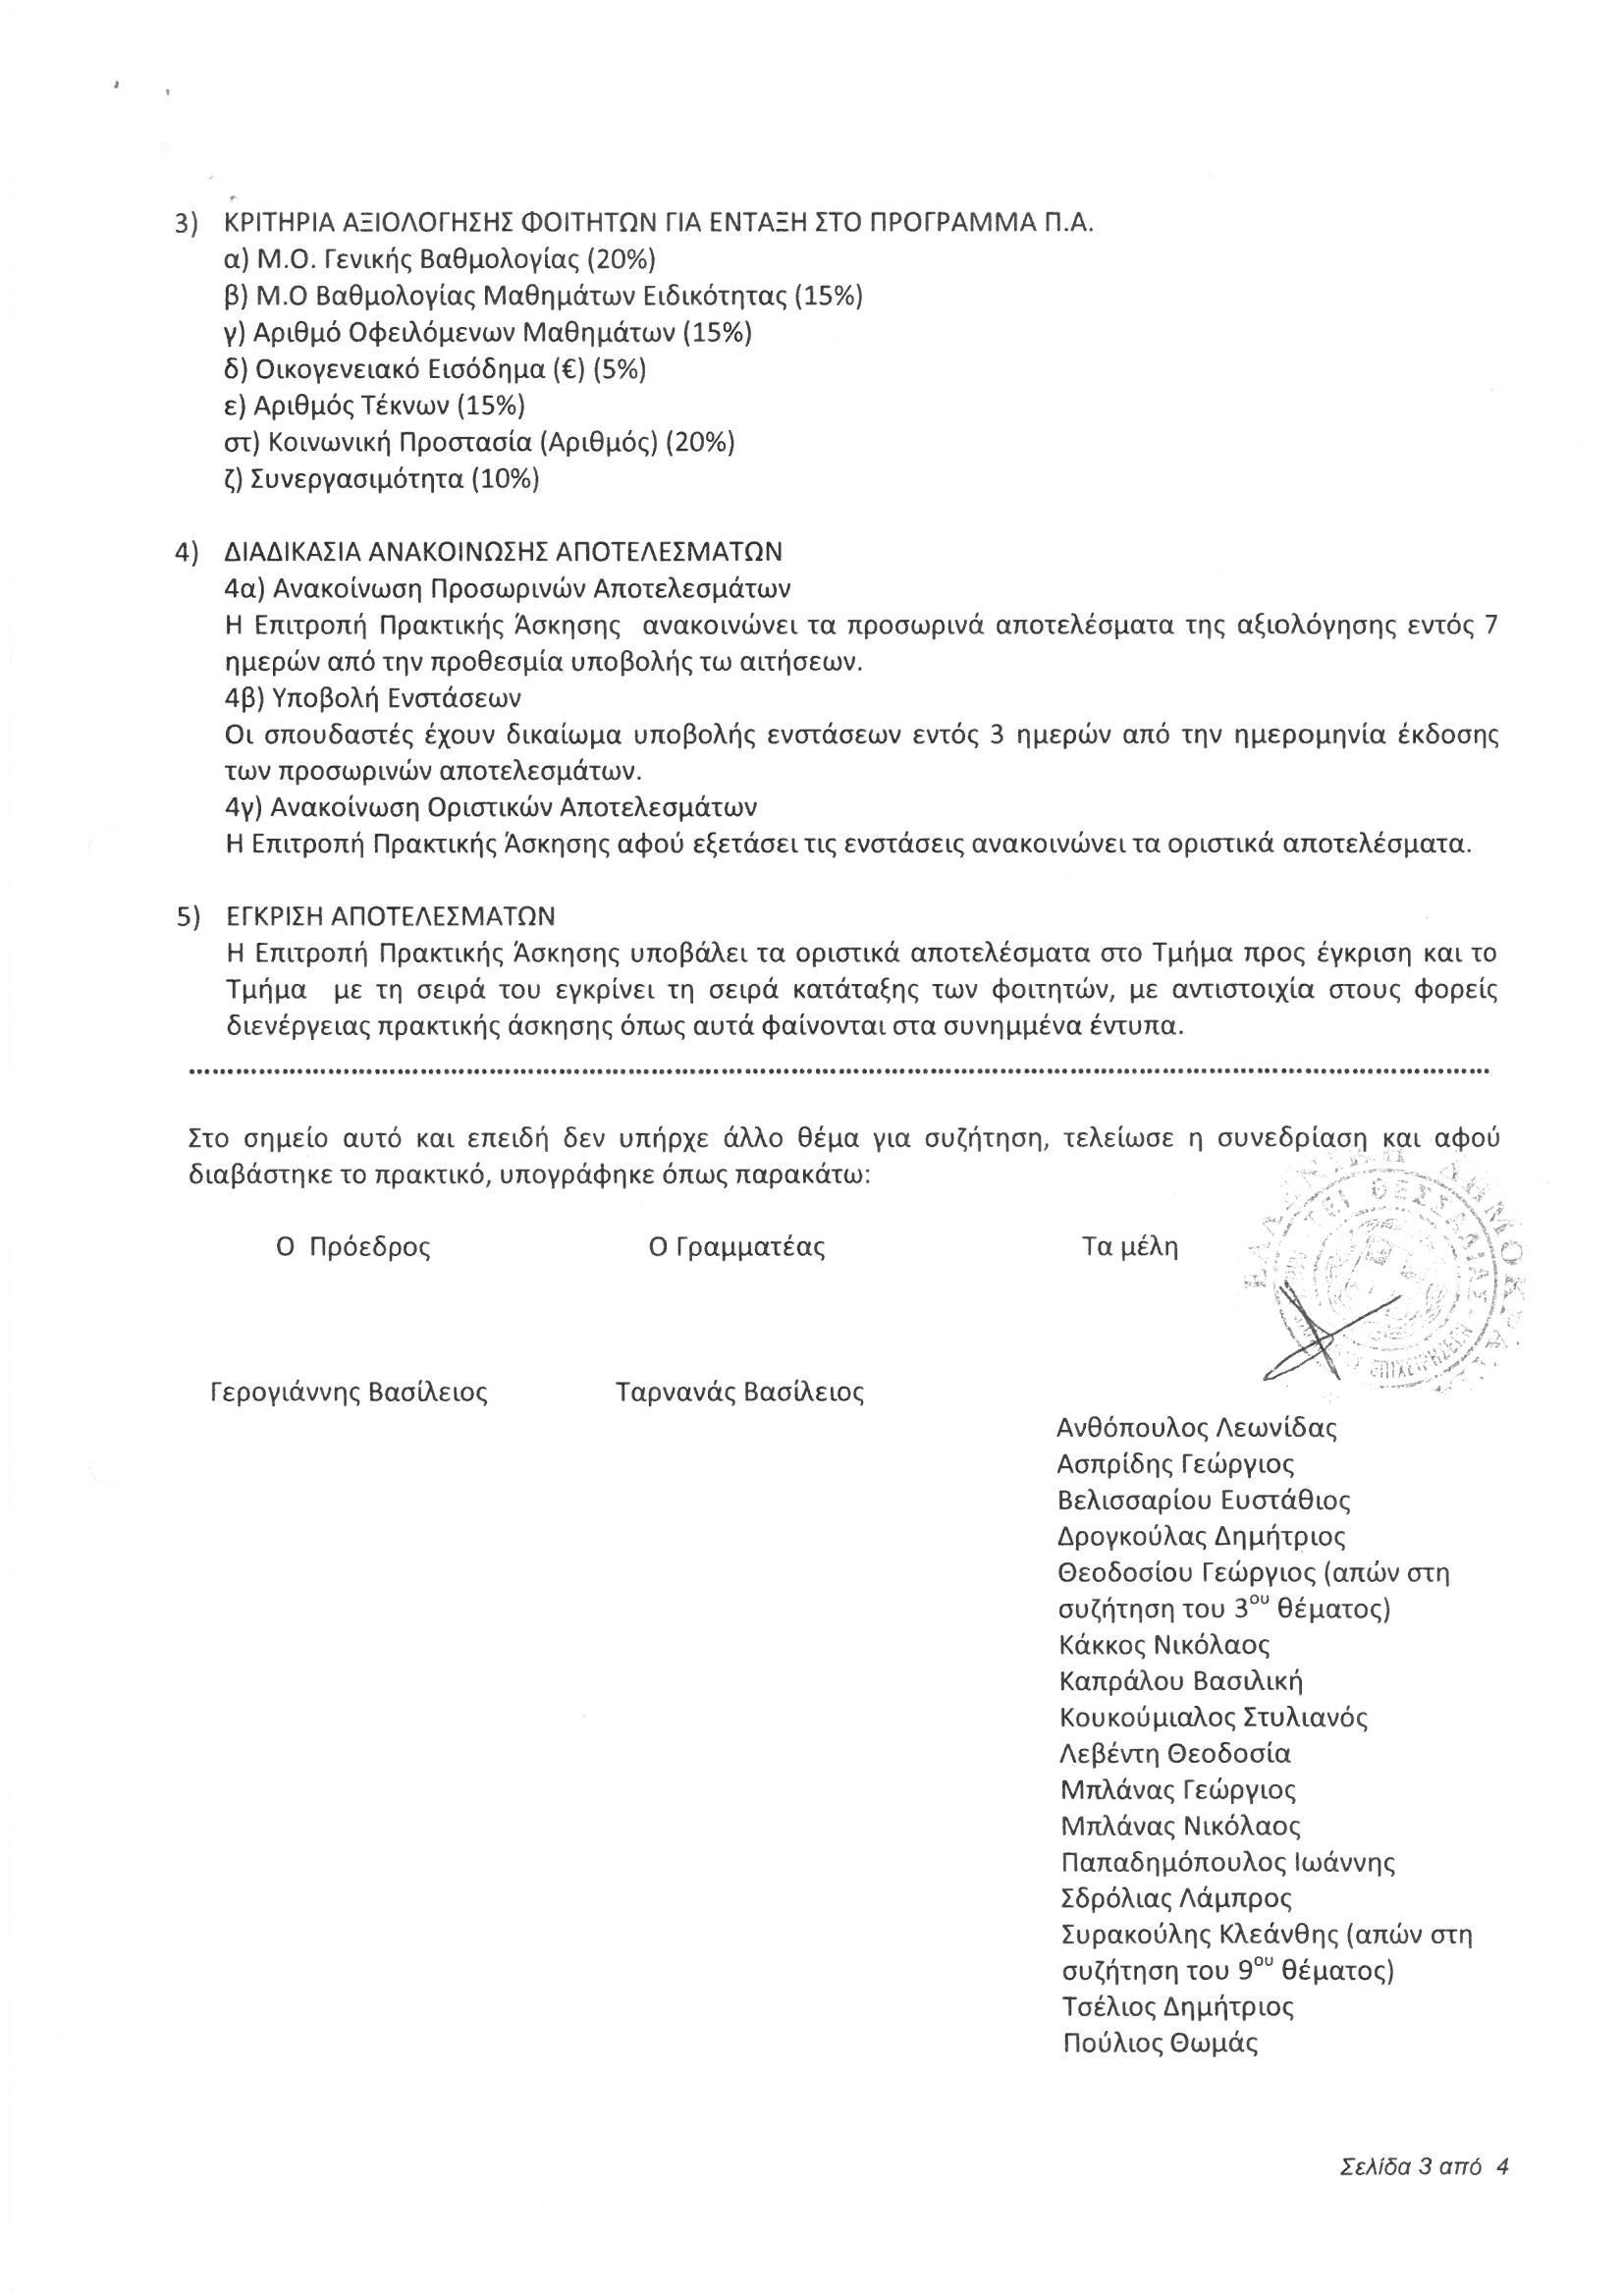 3) ΚΡΙΤΗΡΙΑ ΑΞΙΟΛΟΓΗΣΗΣ ΦΟΙΤΗΤΩΝ ΓΙΑ ΕΝΤΑΞΗ ΣΤΟ ΠΡΟΓΡΑΜΜΑ Π.Α.
α) Μ.Ο. Γενικής Βαθμολογίας (20%)
β) Μ.Ο Βαθμολογίας Μαθημάτων Ειδικότητας (15%)
γ) Αριθμό Οφειλόμενων Μαθημάτων (15%)
δ) Οικογενειακό Εισόδημα (€) (5%)
ε) Αριθμός Τέκνων (15%)
στ) Κοινωνική Προστασία (Αριθμός) (20%)
ζ) Συνεργασιμότητα (10%)
4) ΔΙΑΔΙΚΑΣΙΑ ΑΝΑΚΟΙΝΩΣΗΣ ΑΠΟΤΕΛΕΣΜΑΤΩΝ
4α) Ανακοίνωση Προσωρινών Αποτελεσμάτων
Η Επιτροπή Πρακτικής Άσκησης ανακοινώνει τα προσωρινά αποτελέσματα της αξιολόγησης εντός 7
ημερών από την προθεσμία υποβολής τω αιτήσεων.
4β) Υποβολή Ενστάσεων
Οι σπουδαστές έχουν δικαίωμα υποβολής ενστάσεων εντός 3 ημερών από την ημερομηνία έκδοσης
των προσωρινών αποτελεσμάτων.
4γ) Ανακοίνωση Οριστικών Αποτελεσμάτων
Η Επιτροπή Πρακτικής Άσκησης αφού εξετάσει τις ενστάσεις ανακοινώνει τα οριστικά αποτελέσματα.
5) ΕΓΚΡΙΣΗ ΑΠΟΤΕΛΕΣΜΑΤΩΝ
Η Επιτροπή Πρακτικής Άσκησης υποβάλει τα οριστικά αποτελέσματα στο Τμήμα προς έγκριση και το
Τμήμα με τη σειρά του εγκρίνει τη σειρά κατάταξης των φοιτητών, με αντιστοιχία στους φορείς
διενέργειας πρακτικής άσκησης όπως αυτά φαίνονται στα συνημμένα έντυπα.
Στο σημείο αυτό και επειδή δεν υπήρχε άλλο θέμα για συζήτηση, τελείωσε η συνεδρίαση και αφού
διαβάστηκε το πρακτικό, υπογράφηκε όπως παρακάτω:
Ο Πρόεδρος Ο Γραμματέας Τα μέλη
ΤΕΙ ΘΕΣΣΑΛΙΑΣ
Γερογιάννης Βασίλειος Ταρνανάς Βασίλειος
Ανθόπουλος Λεωνίδας
Ασπρίδης Γεώργιος
Βελισσαρίου Ευστάθιος
Δρογκούλας Δημήτριος
Θεοδοσίου Γεώργιος (απών στη
συζήτηση του 3ου θέματος)
Κάκκος Νικόλαος
Καπράλου Βασιλική
Κουκούμιαλος Στυλιανός
Λεβέντη Θεοδοσία
Μπλάνας Γεώργιος
Μπλάνας Νικόλαος
Παπαδημόπουλος Ιωάννης
Σδρόλιας Λάμπρος
Συρακούλης Κλεάνθης (απών στη
συζήτηση του 9ου θέματος)
Τσέλιος Δημήτριος
Πούλιος Θωμάς
Σελίδα 3 από 4